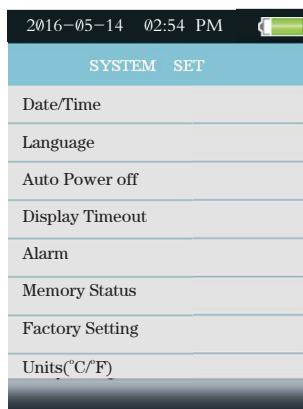 2016-05-14 02:54 PM
SYSTEM SET
Date/Time
Language
Auto Power off
Display Timeout
Alarm
Memory Status
Factory Setting
Units(°C/°F)